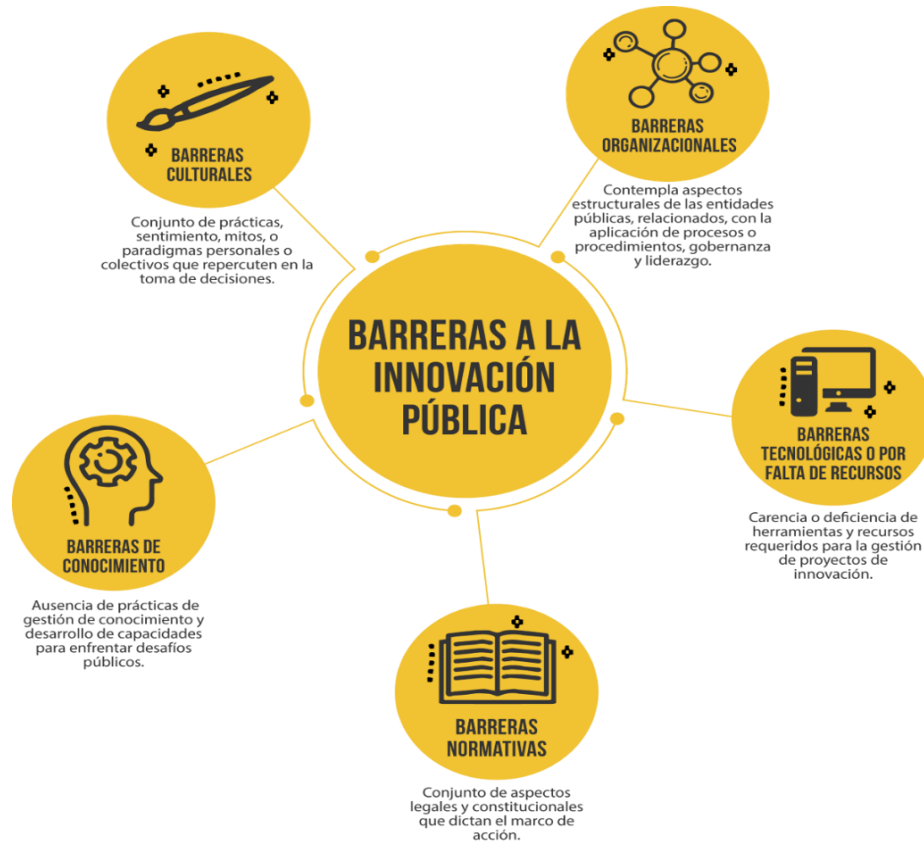 BARRERAS
CULTURALES
Conjunto de prácticas,
sentimiento, mitos, o
paradigmas personales o
colectivos que repercuten en la
toma de decisiones.
BARRERAS
ORGANIZACIONALES
Contempla aspectos
estructurales de las entidades
públicas, relacionados, con la
aplicación de procesos o
procedimientos, gobernanza
y liderazgo.
BARRERAS A LA
INNOVACIÓN
PÚBLICA
BARRERAS
TECNOLÓGICAS O POR
FALTA DE RECURSOS
Carencia o deficiencia de
herramientas y recursos
requeridos para la gestión
de proyectos de
innovación.
BARRERAS DE
CONOCIMIENTO
Ausencia de prácticas de
gestión de conocimiento y
desarrollo de capacidades
para enfrentar desafíos
públicos.
BARRERAS
NORMATIVAS
Conjunto de aspectos
legales y constitucionales
que dictan el marco de
acción.